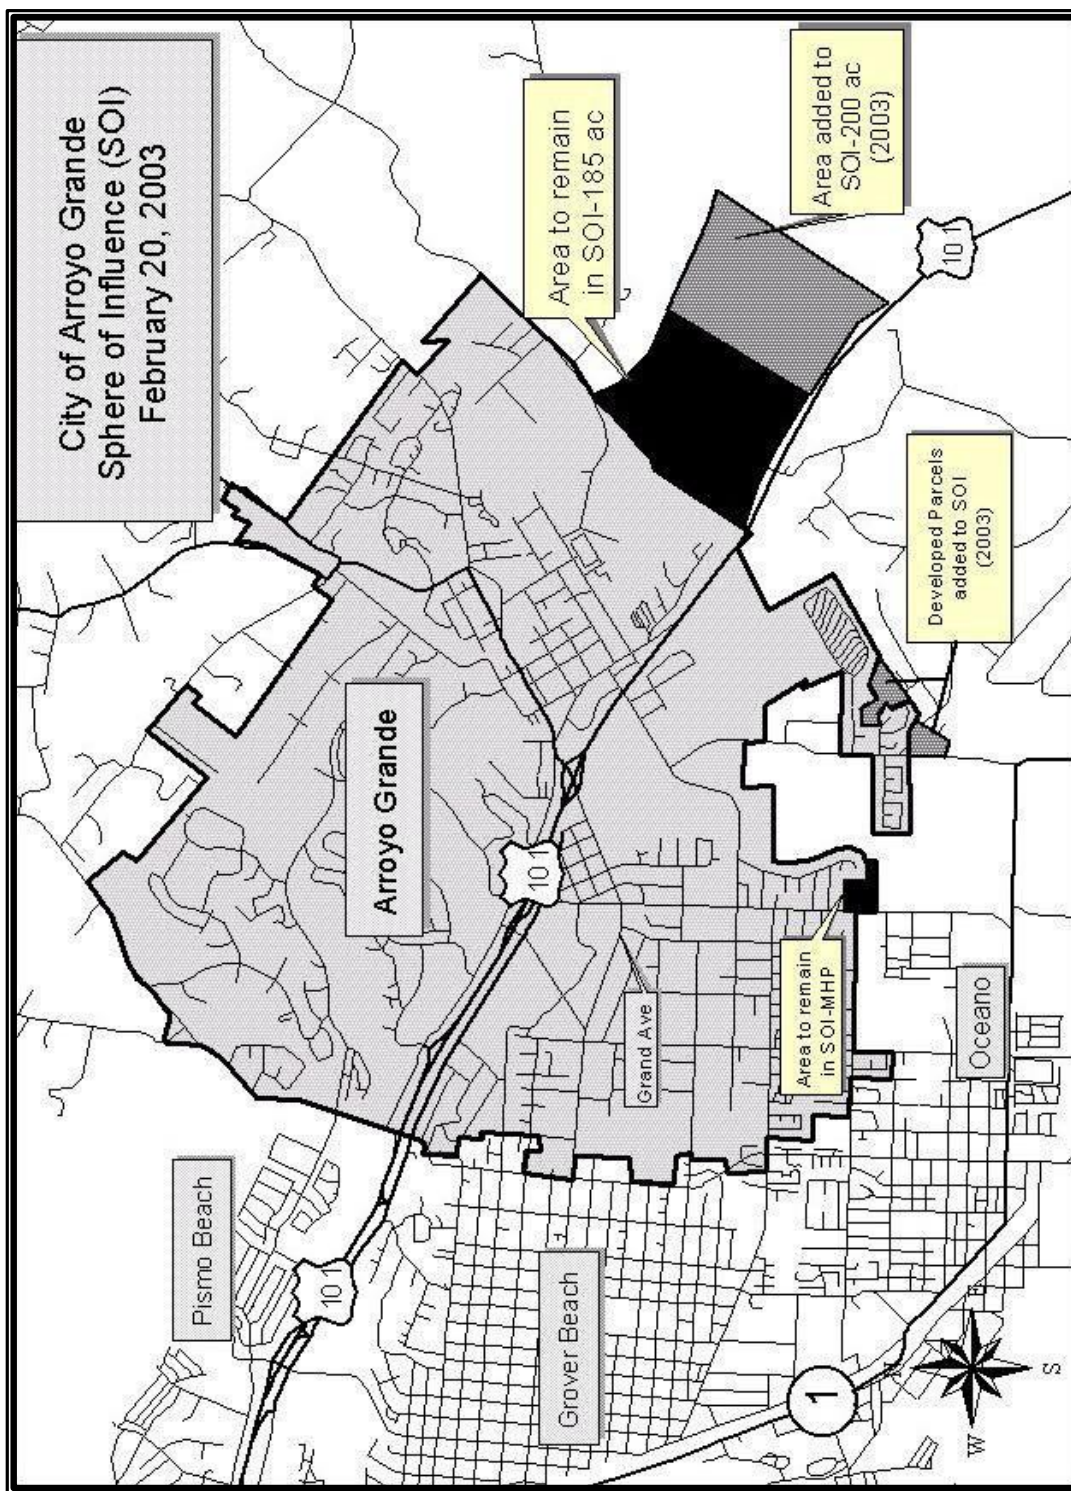 City of Arroyo Grande
Sphere of Influence (SOI)
February 20, 2003
Pismo Beach
101
Arroyo Grande
101
Area to remain
in SOI-185 ac
Area added to
SOI-200 ac
(2003)
101
Grover Beach
Grand Ave
Area to remain
in SOI-MHP
Developed Parcels
added to SOI
(2003)
1
Oceano
W
S